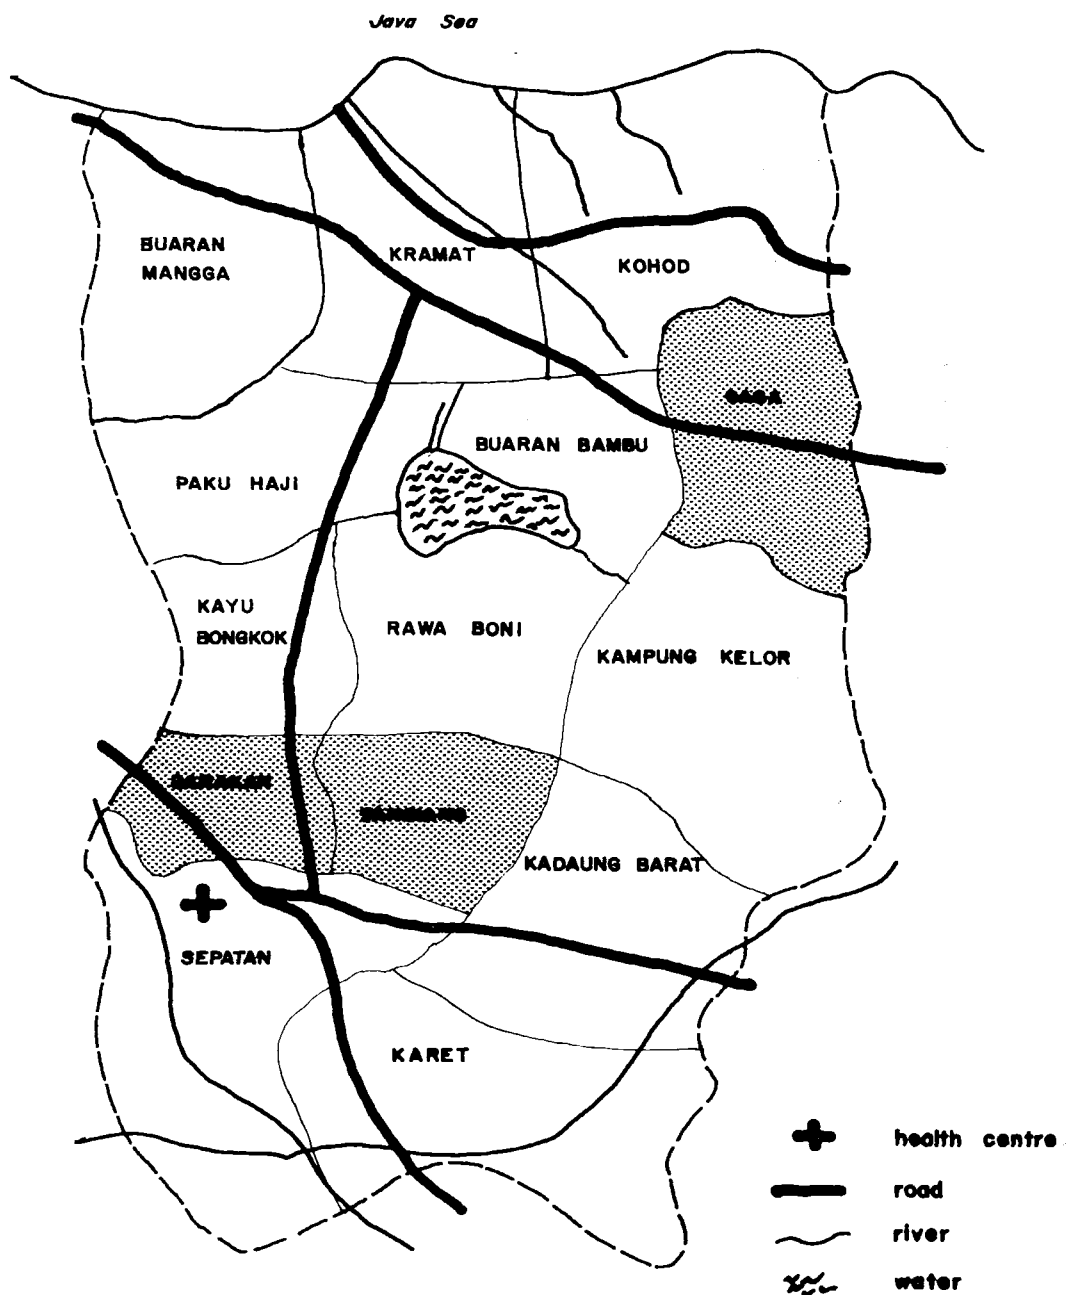 Java Sea
BUARAN
MANGGA
KRAMAT
KOHOD
BUARAN BAMBU
PAKU HAJI
KAYU
BONGKOK
RAWA BONI
KAMPUNG KELOR
KADAUNG BARAT
SEPATAN
KARET
health centre
road
river
water